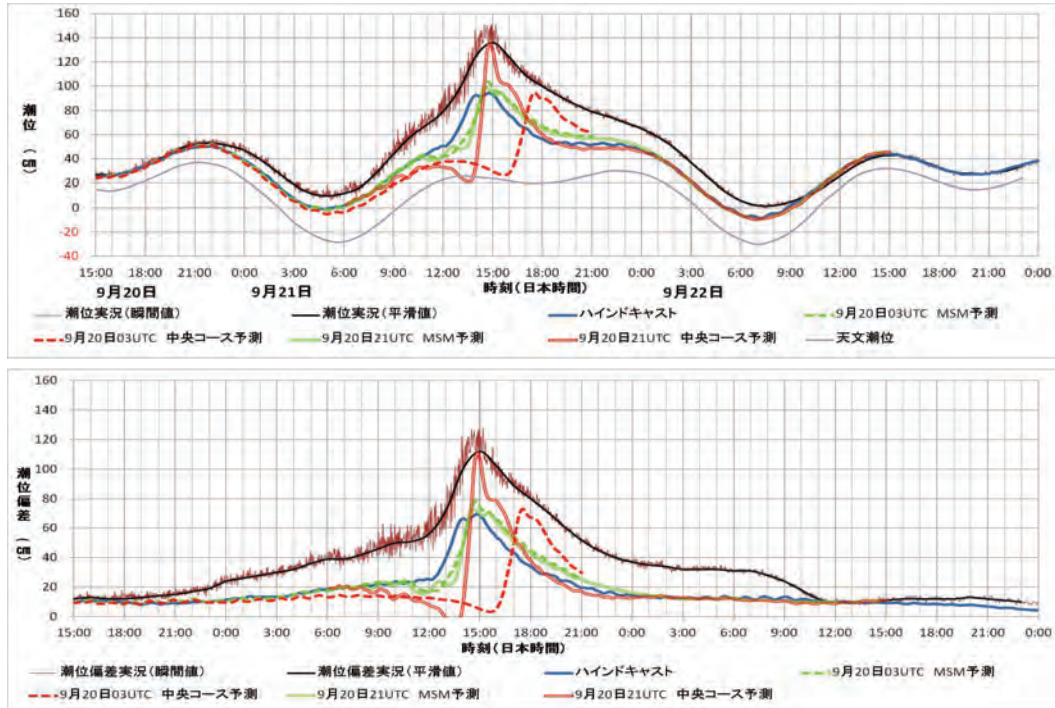 160
140
120
100
80
60
40
20
0
-20
-40
潮位 (㎝)
15:00 18:00 21:00 0:00 3:00 6:00 9:00 12:00 15:00 18:00 21:00 0:00 3:00 6:00 9:00 12:00 15:00 18:00 21:00 0:00
9月20日 9月21日 時刻(日本時間) 9月22日
潮位実況(瞬間値) 潮位実況(平滑値) ハインドキャスト 9月20日03UTC MSM予測
9月20日03UTC 中央コース予測 9月20日21UTC MSM予測 9月20日21UTC 中央コース予測 天文潮位
160
140
120
100
80
60
40
20
0
潮位偏差 (㎝)
15:00 18:00 21:00 0:00 3:00 6:00 9:00 12:00 15:00 18:00 21:00 0:00 3:00 6:00 9:00 12:00 15:00 18:00 21:00 0:00
時刻(日本時間)
潮位偏差実況(瞬間値) 潮位偏差実況(平滑値) ハインドキャスト 9月20日03UTC MSM予測
9月20日03UTC 中央コース予測 9月20日21UTC MSM予測 9月20日21UTC 中央コース予測